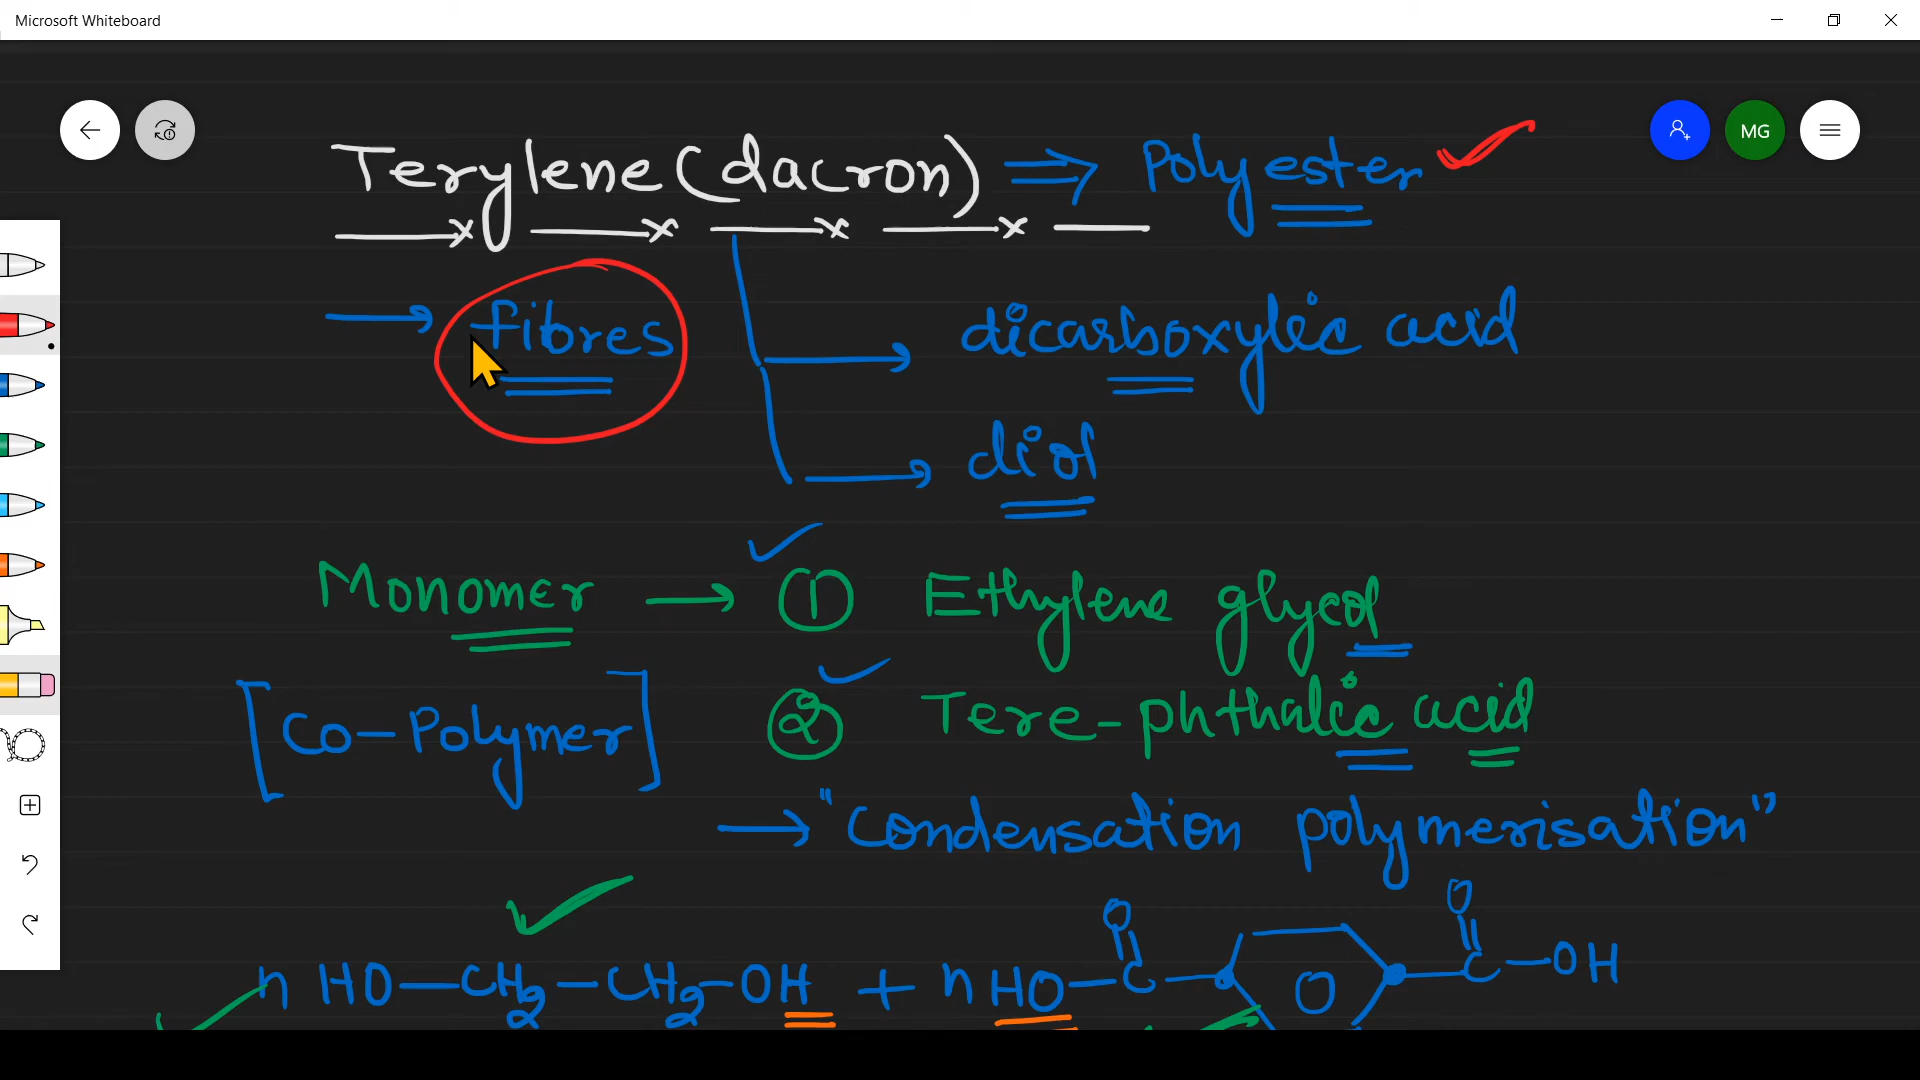 Microsoft Whiteboard
MG
Terylene (dacron) ⇒ Polyester ✓
→ fibres
→ dicarboxylic acid
→ diol
Monomer → ① Ethylene glycol
[Co-Polymer] ② Tere-phthalic acid
→ "Condensation polymerisation"
O O
n HO—CH2—CH2—OH + n HO—C— O —C—OH